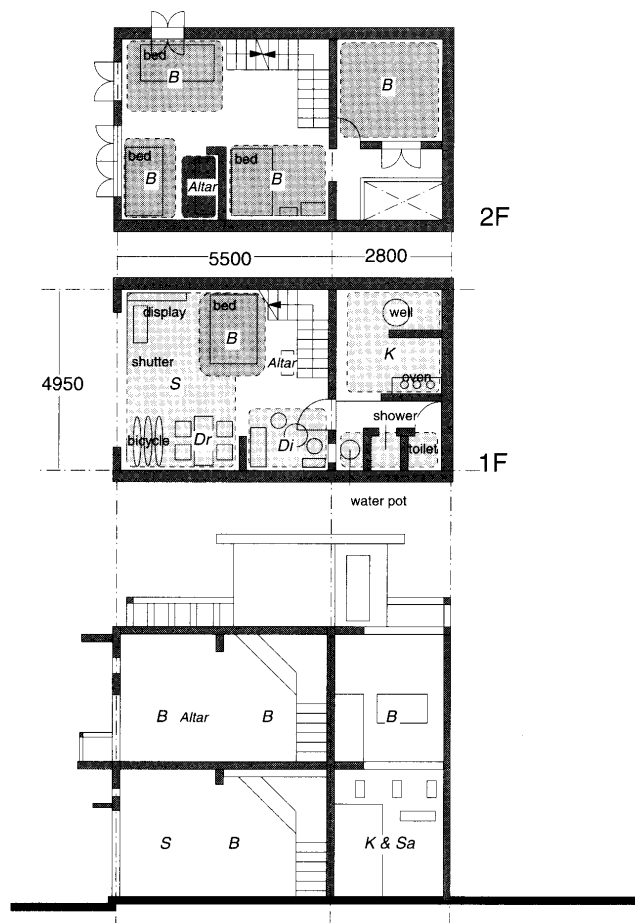 bed
B
B
bed
B
Altar
bed
B
2F
5500
2800
display
bed
B
well
shutter
S
Altar
K
4950
oven
shower
bicycle
Dr
Di
toilet
1F
water pot
B Altar B B
S B K & Sa